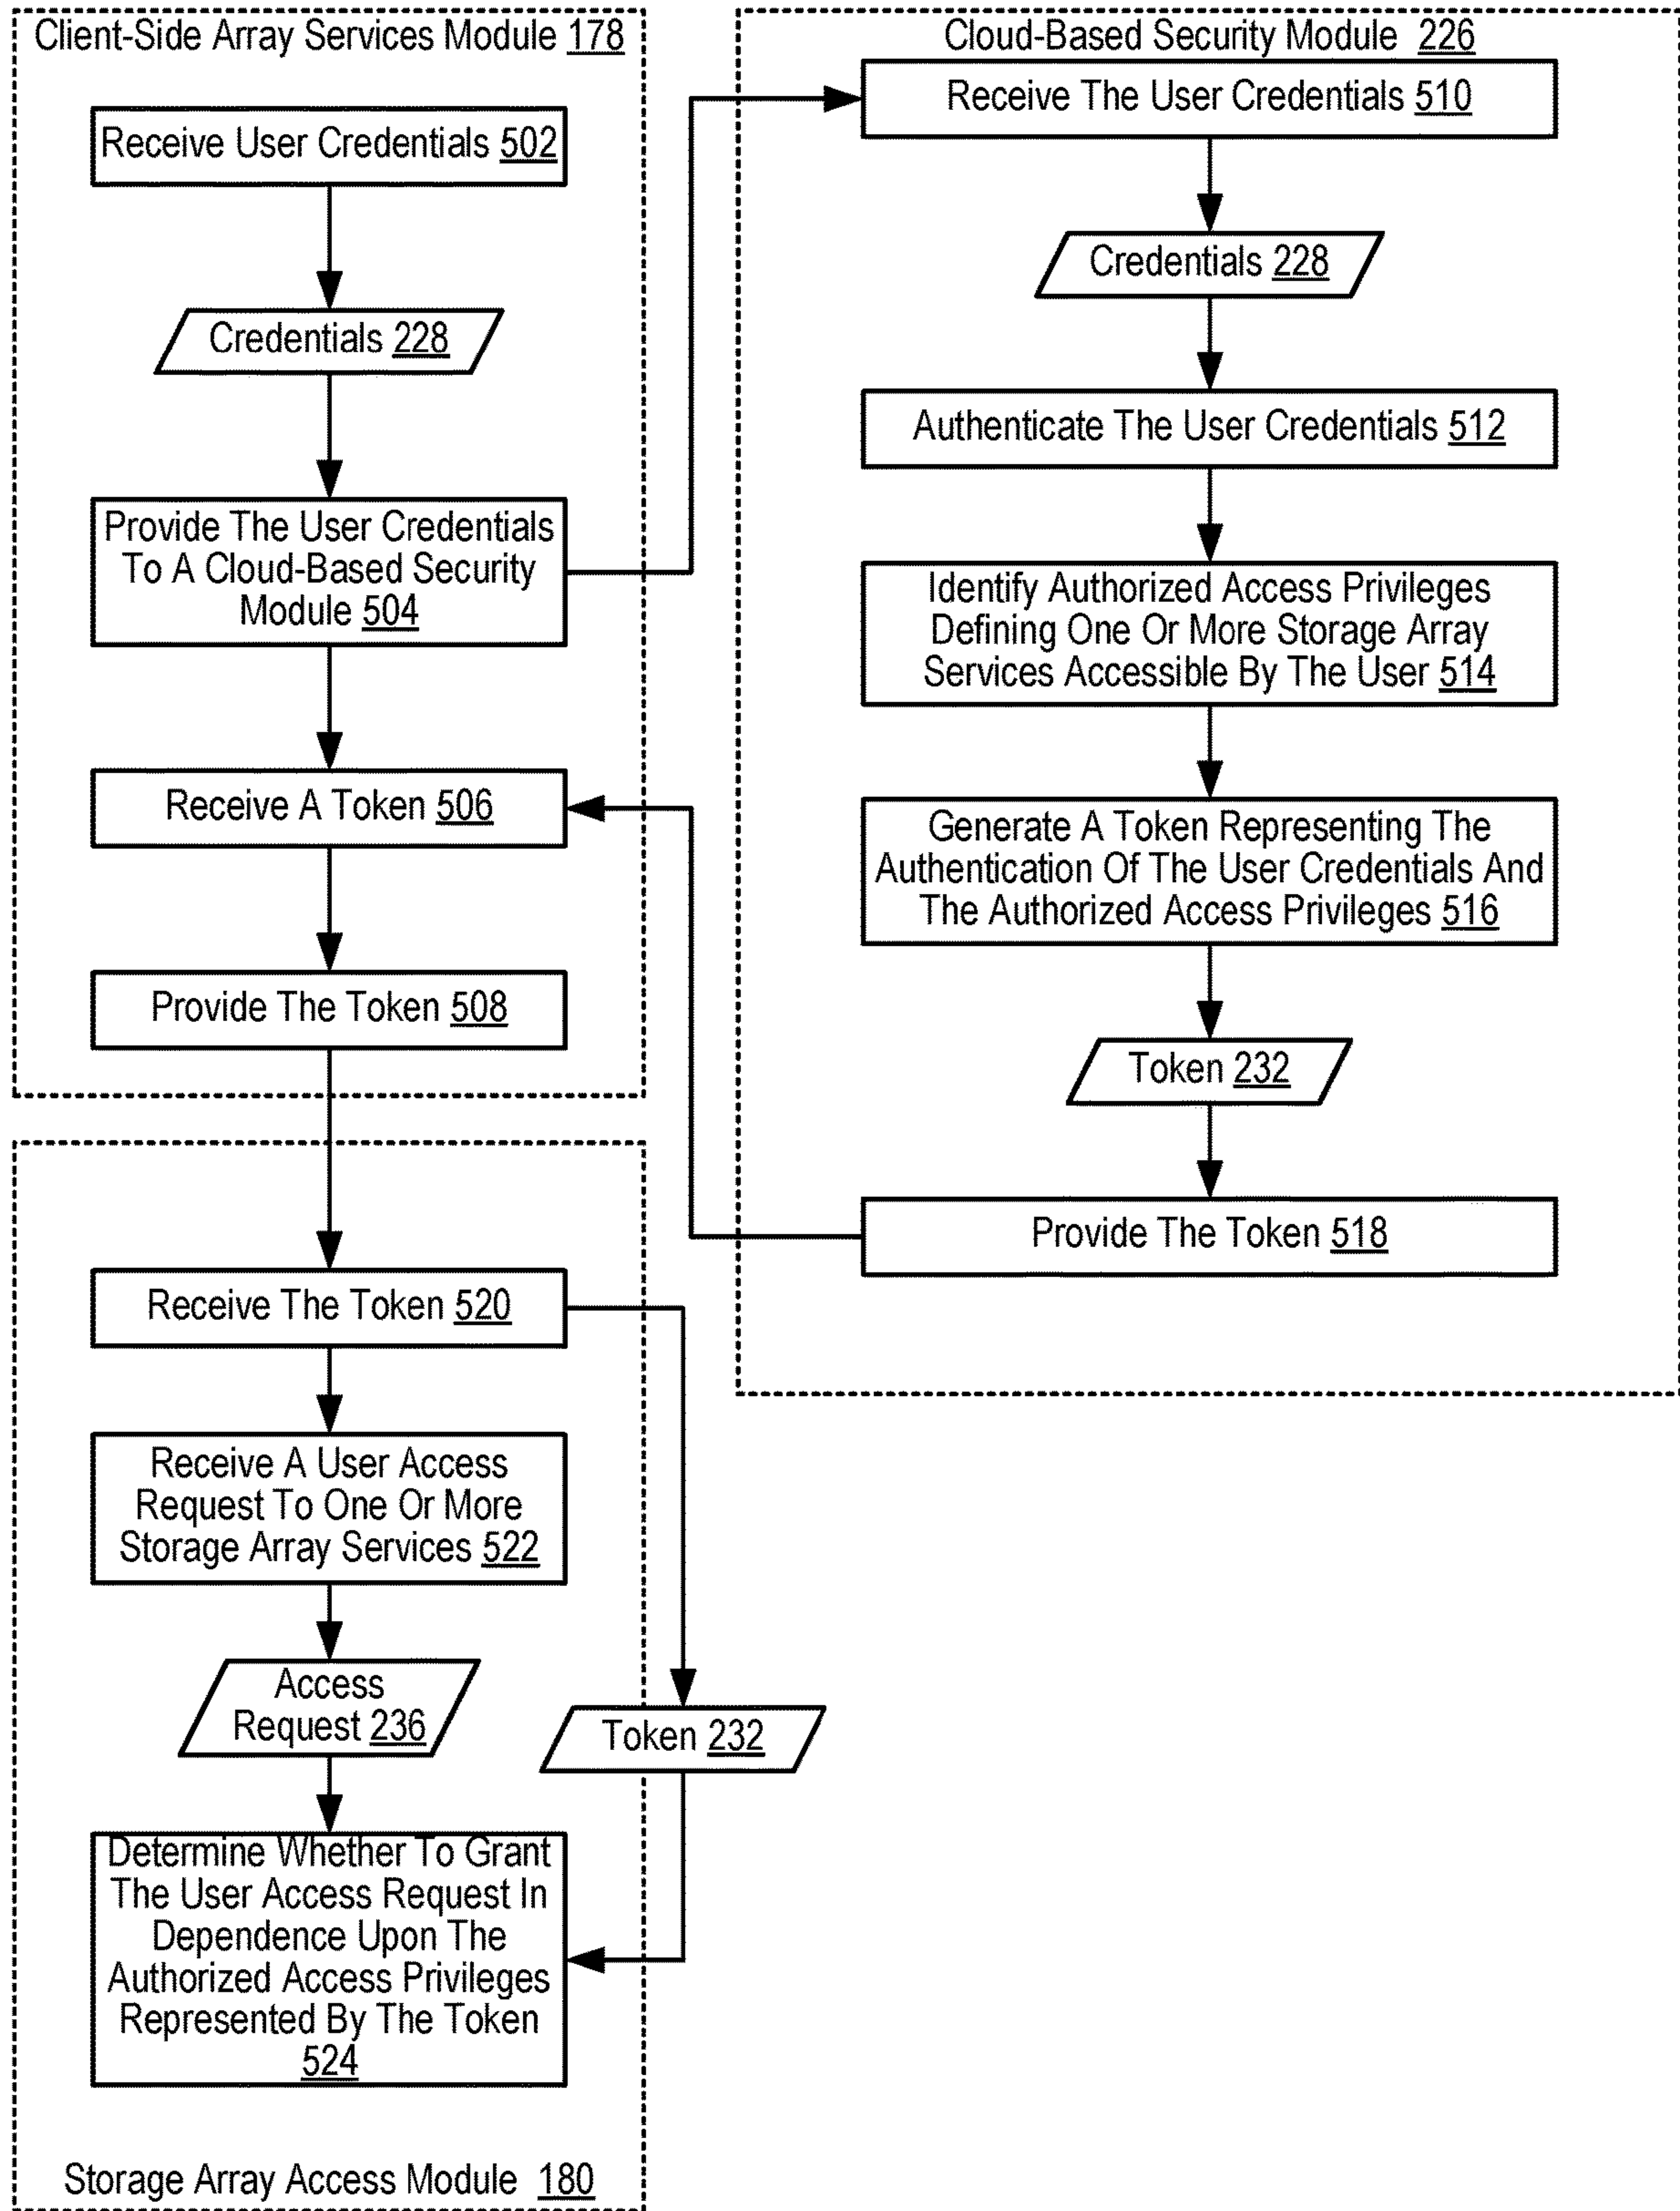 Client-Side Array Services Module 178
Receive User Credentials 502
Credentials 228
Provide The User Credentials
To A Cloud-Based Security
Module 504
Receive A Token 506
Provide The Token 508
Cloud-Based Security Module 226
Receive The User Credentials 510
Credentials 228
Authenticate The User Credentials 512
Identify Authorized Access Privileges
Defining One Or More Storage Array
Services Accessible By The User 514
Generate A Token Representing The
Authentication Of The User Credentials And
The Authorized Access Privileges 516
Token 232
Provide The Token 518
Receive The Token 520
Receive A User Access
Request To One Or More
Storage Array Services 522
Access
Request 236
Token 232
Determine Whether To Grant
The User Access Request In
Dependence Upon The
Authorized Access Privileges
Represented By The Token
524
Storage Array Access Module 180